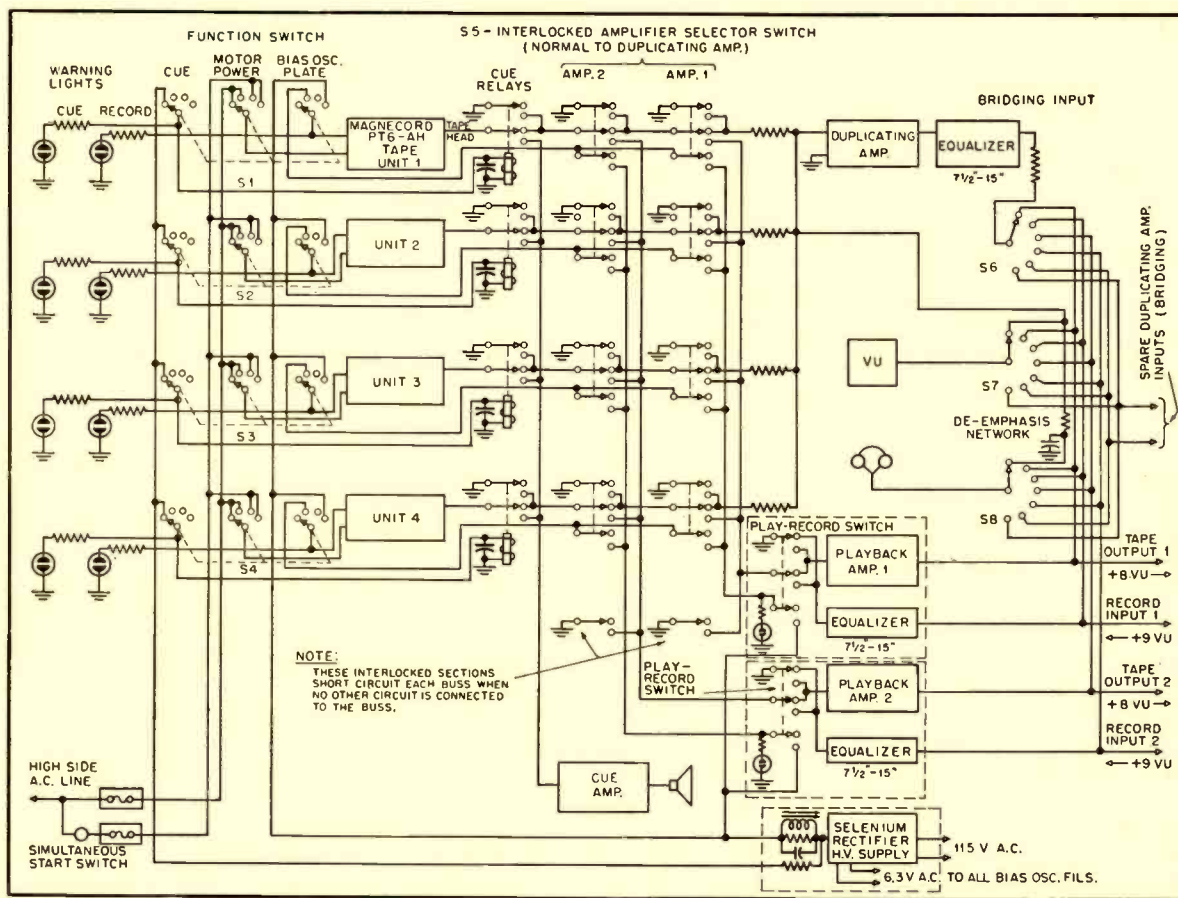 FUNCTION SWITCH
S5 - INTERLOCKED AMPLIFIER SELECTOR SWITCH
(NORMAL TO DUPLICATING AMP.)
WARNING
LIGHTS
CUE
RECORD
CUE
MOTOR
POWER
BIAS OSC.
PLATE
CUE
RELAYS
AMP. 2
AMP. 1
BRIDGING INPUT
MAGNECORD
PT6-AH
TAPE
UNIT 1
TAPE
HEAD
DUPLICATING
AMP.
EQUALIZER
7½"-15"
S1
UNIT 2
S2
S6
SPARE DUPLICATING AMP.
INPUTS (BRIDGING)
UNIT 3
S3
VU
S7
DE-EMPHASIS
NETWORK
UNIT 4
S4
S8
PLAY-RECORD SWITCH
PLAYBACK
AMP. 1
TAPE
OUTPUT 1
+8 VU→
EQUALIZER
7½"-15"
RECORD
INPUT 1
←+9 VU
NOTE:
THESE INTERLOCKED SECTIONS
SHORT CIRCUIT EACH BUSS WHEN
NO OTHER CIRCUIT IS CONNECTED
TO THE BUSS.
PLAY-
RECORD
SWITCH
PLAYBACK
AMP. 2
TAPE
OUTPUT 2
+8 VU→
EQUALIZER
7½"-15"
RECORD
INPUT 2
←+9 VU
HIGH SIDE
A.C. LINE
SIMULTANEOUS
START SWITCH
CUE
AMP.
SELENIUM
RECTIFIER
H.V. SUPPLY
115 V A.C.
6.3V A.C. TO ALL BIAS OSC. FILS.